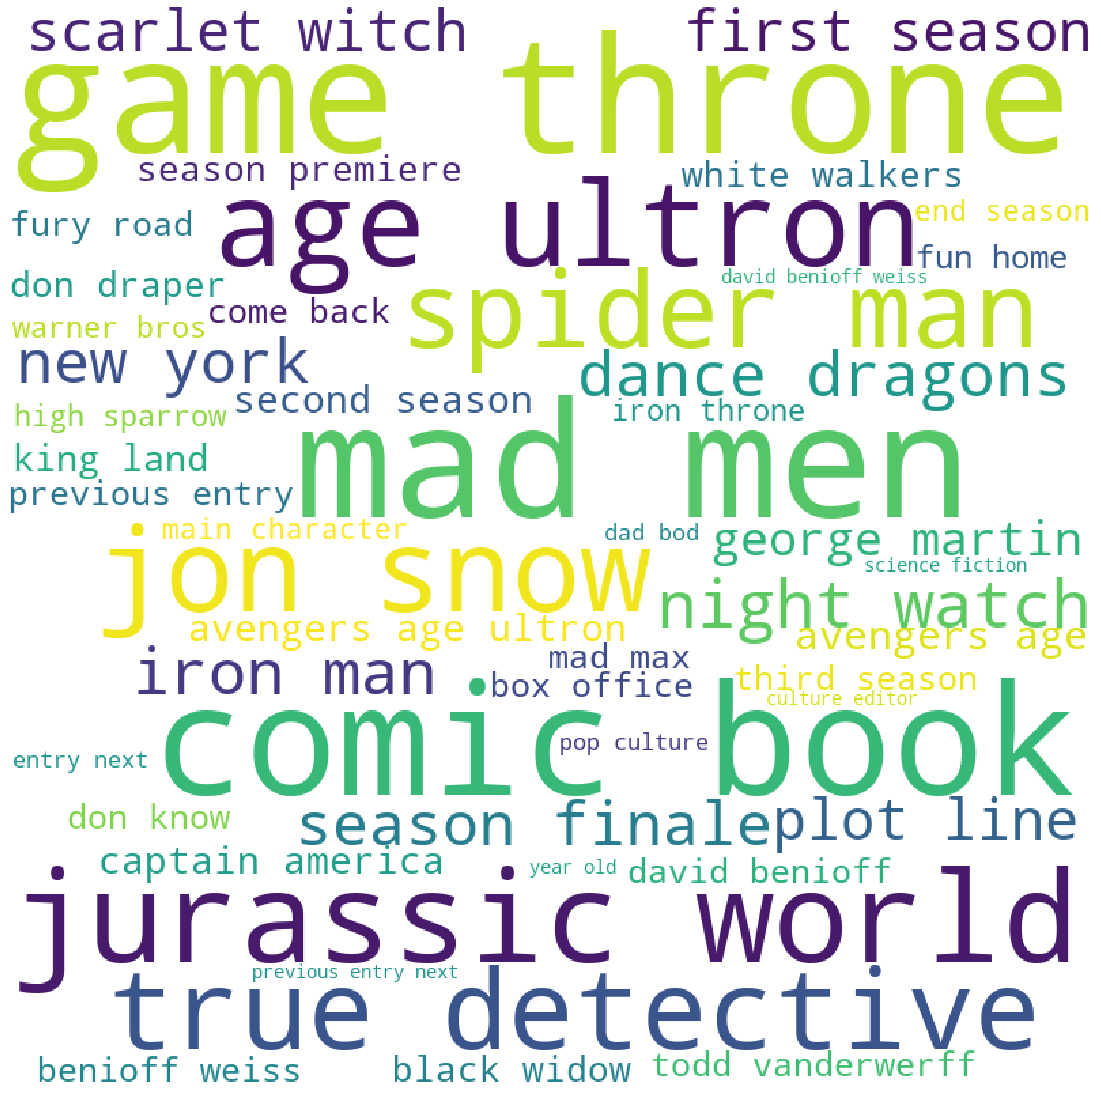 scarlet witch
first season
game throne
season premiere
white walkers
age ultron
fury road
end season
fun home
don draper
david benioff weiss
come back
spider man
warner bros
new york
dance dragons
second season
high sparrow
iron throne
mad men
king land
previous entry
main character
dad bod
george martin
jon snow
science fiction
night watch
avengers age ultron
avengers age
iron man
mad max
box office
third season
culture editor
comic book
pop culture
entry next
don know
season finale
plot line
captain america
year old
david benioff
jurassic world
previous entry next
true detective
benioff weiss
black widow
todd vanderwerff